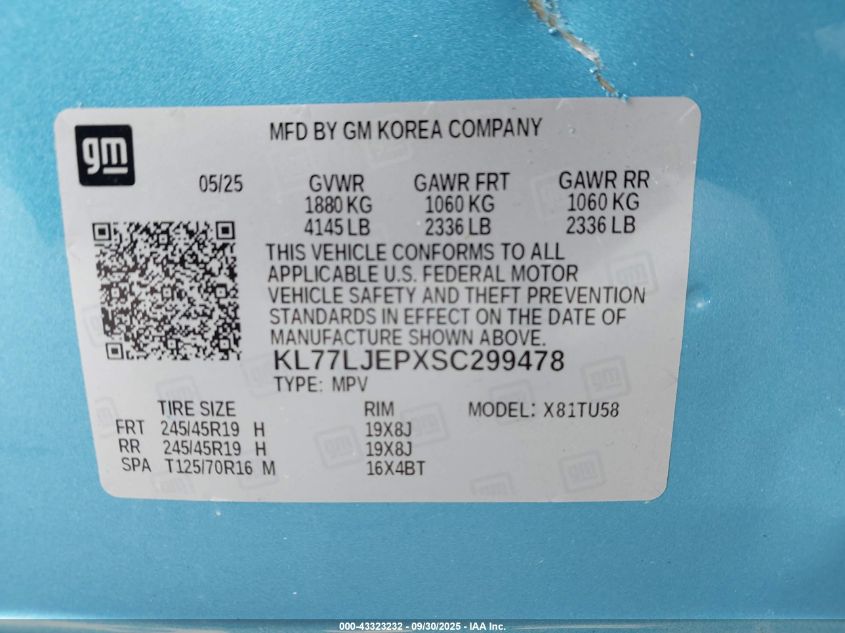 gm
MFD BY GM KOREA COMPANY
05/25 GVWR GAWR FRT GAWR RR
1880 KG 1060 KG 1060 KG
4145 LB 2336 LB 2336 LB
THIS VEHICLE CONFORMS TO ALL
APPLICABLE U.S. FEDERAL MOTOR
VEHICLE SAFETY AND THEFT PREVENTION
STANDARDS IN EFFECT ON THE DATE OF
MANUFACTURE SHOWN ABOVE.
KL77LJEPXSC299478
TYPE: MPV
TIRE SIZE RIM MODEL: X81TU58
FRT 245/45R19 H 19X8J
RR 245/45R19 H 19X8J
SPA T125/70R16 M 16X4BT
000-43323232 - 09/30/2025 - IAA Inc.